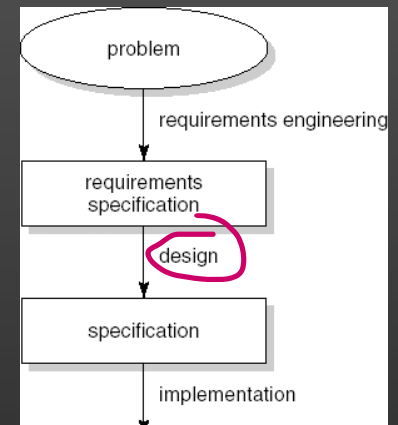 problem
requirements engineering
requirements
specification
design
specification
implementation